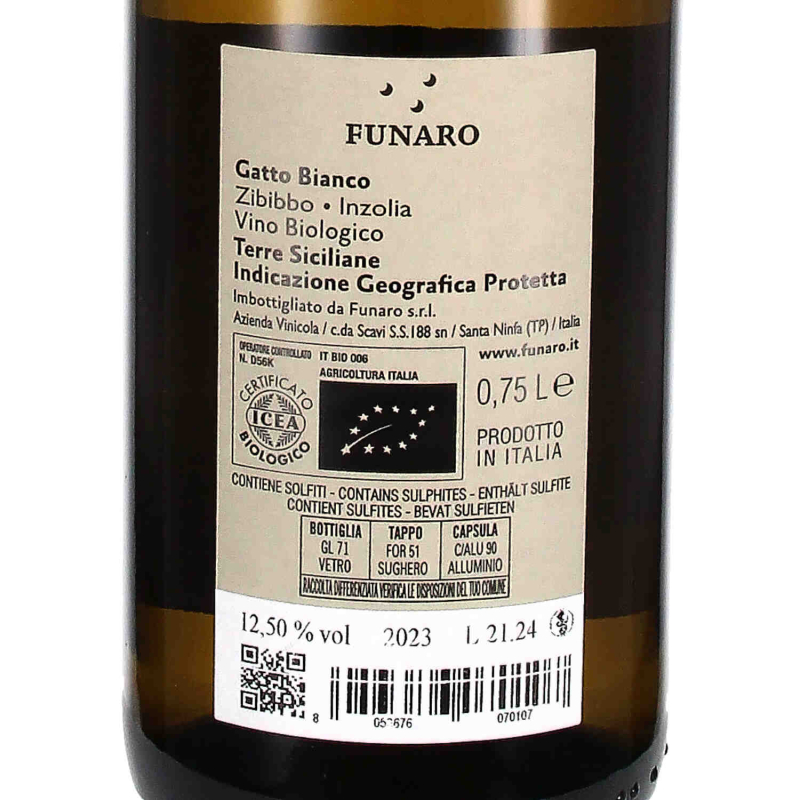 FUNARO
Gatto Bianco
Zibibbo • Inzolia
Vino Biologico
Terre Siciliane
Indicazione Geografica Protetta
Imbottigliato da Funaro s.r.l.
Azienda Vinicola / c.da Scavi S.S.188 sn / Santa Ninfa (TP) / Italia
www.funaro.it
OPERATORE CONTROLLATO
N. D56K
IT BIO 006
AGRICOLTURA ITALIA
CERTIFICATO
ICEA
BIOLOGICO
0,75 L e
PRODOTTO
IN ITALIA
CONTIENE SOLFITI - CONTAINS SULPHITES - ENTHÄLT SULFITE
CONTIENT SULFITES - BEVAT SULFIETEN
BOTTIGLIA TAPPO CAPSULA
GL 71 FOR 51 C/ALU 90
VETRO SUGHERO ALLUMINIO
RACCOLTA DIFFERENZIATA VERIFICA LE DISPOSIZIONI DEL TUO COMUNE
12,50 % vol 2023 L 21.24
8 070107